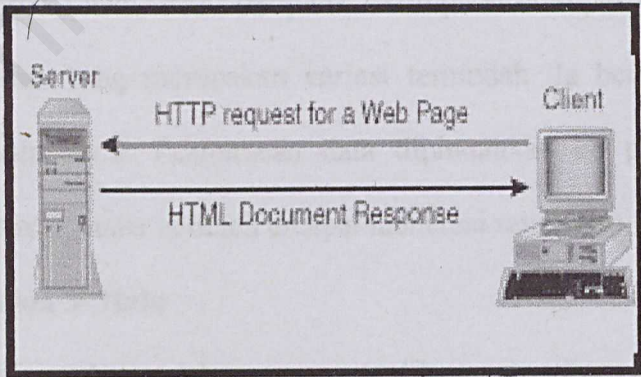 Server
Client
HTTP request for a Web Page
HTML Document Response